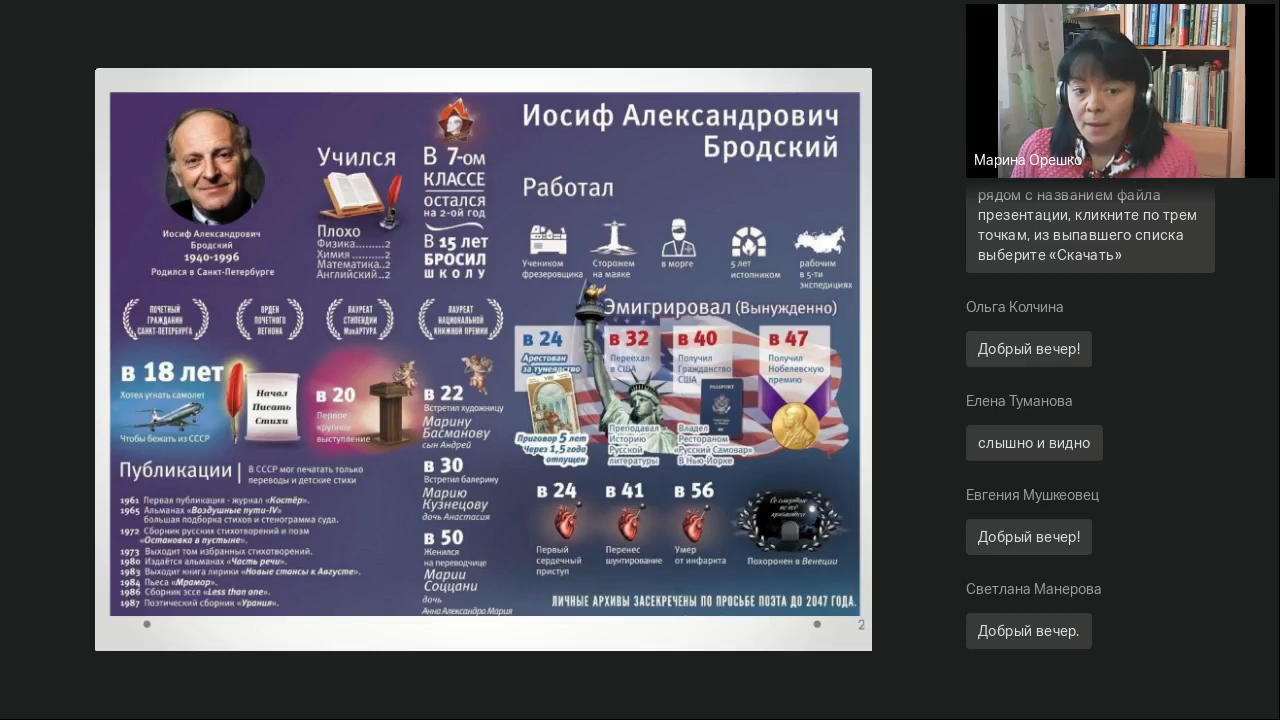 Иосиф Александрович
Бродский
1940-1996
Родился в Санкт-Петербурге
Учился
Плохо
Физика.........2
Химия ...........2
Математика..2
Английский..2
В 7-ом
КЛАССЕ
остался
на 2-ой год
В 15 лет
БРОСИЛ
ШКОЛУ
Иосиф Александрович
Бродский
Работал
Учеником
фрезеровщика
Сторожем
на маяке
в морге
5 лет
истопником
рабочим
в 5-ти
экспедициях
ПОЧЕТНЫЙ
ГРАЖДАНИН
САНКТ-ПЕТЕРБУРГА
ОРДЕН
ПОЧЕТНОГО
ЛЕГИОНА
ЛАУРЕАТ
СТИПЕНДИИ
МакАРТУРА
ЛАУРЕАТ
НАЦИОНАЛЬНОЙ
КНИЖНОЙ ПРЕМИИ
в 18 лет
Хотел угнать самолет
Чтобы бежать из СССР
Начал
Писать
Стихи
в 20
Первое
крупное
выступление
в 22
Встретил художницу
Марину
Басманову
сын Андрей
в 30
Встретил балерину
Марию
Кузнецову
дочь Анастасия
в 50
Женился
на переводчице
Марии
Соццани
дочь
Анна Александра Мария
Эмигрировал (Вынужденно)
в 24
Арестован
за тунеядство
Приговор 5 лет
Через 1,5 года
отпущен
в 32
Переехал
в США
Преподавал
Историю
Русской
литературы
в 40
Получил
Гражданство
США
PASSPORT
Владел
Рестораном
«Русский Самовар»
В Нью-Йорке
в 47
Получил
Нобелевскую
премию
Публикации
В СССР мог печатать только
переводы и детские стихи
1961 Первая публикация - журнал «Костёр».
1965 Альманах «Воздушные пути-IV»
большая подборка стихов и стенограмма суда.
1972 Сборник русских стихотворений и поэм
«Остановка в пустыне».
1973 Выходит том избранных стихотворений.
1980 Издаётся альманах «Часть речи».
1983 Выходит книга лирики «Новые стансы к Августе».
1984 Пьеса «Мрамор».
1986 Сборник эссе «Less than one».
1987 Поэтический сборник «Урания».
в 24
Первый
сердечный
приступ
в 41
Перенес
шунтирование
в 56
Умер
от инфаркта
Похоронен в Венеции
ЛИЧНЫЕ АРХИВЫ ЗАСЕКРЕЧЕНЫ ПО ПРОСЬБЕ ПОЭТА ДО 2047 ГОДА.
2
Марина Орешко
рядом с названием файла
презентации, кликните по трем
точкам, из выпавшего списка
выберите «Скачать»
Ольга Колчина
Добрый вечер!
Елена Туманова
слышно и видно
Евгения Мушкеовец
Добрый вечер!
Светлана Манерова
Добрый вечер.